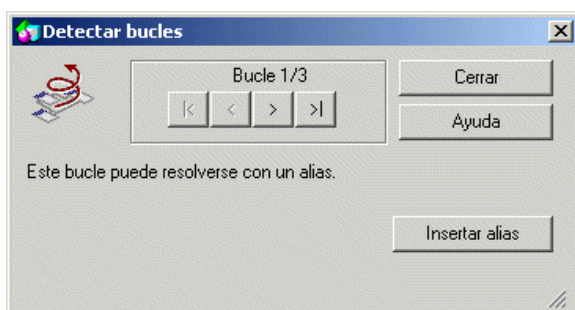 Detectar bucles
Bucle 1/3
Cerrar
Ayuda
Este bucle puede resolverse con un alias.
Insertar alias